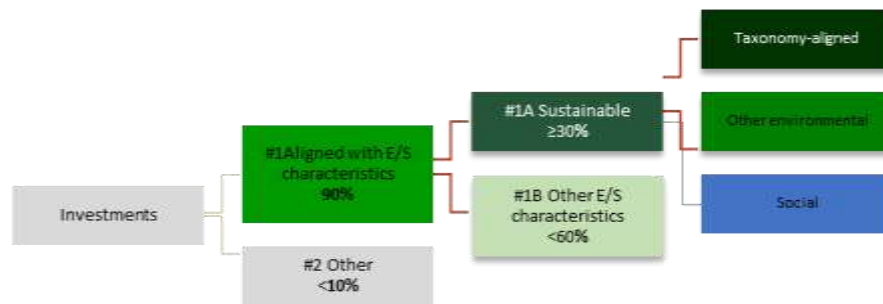 Taxonomy-aligned
#1A Sustainable
≥30%
#1Aligned with E/S
characteristics
90%
Other environmental
Investments
#1B Other E/S
characteristics
<60%
Social
#2 Other
<10%